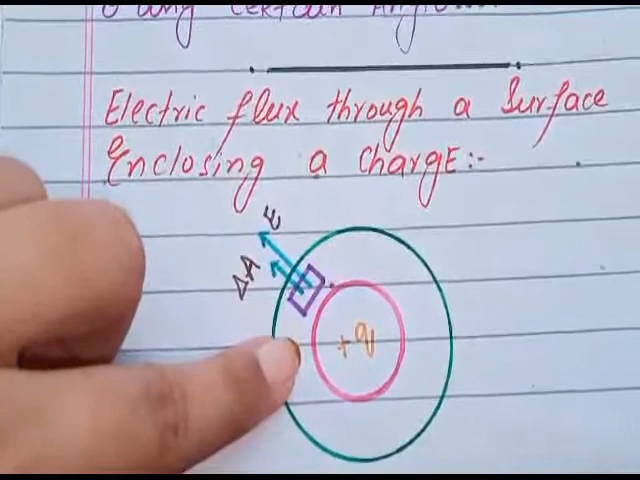 Electric flux through a Surface
Enclosing a ChargE:-
E
ΔA
+q